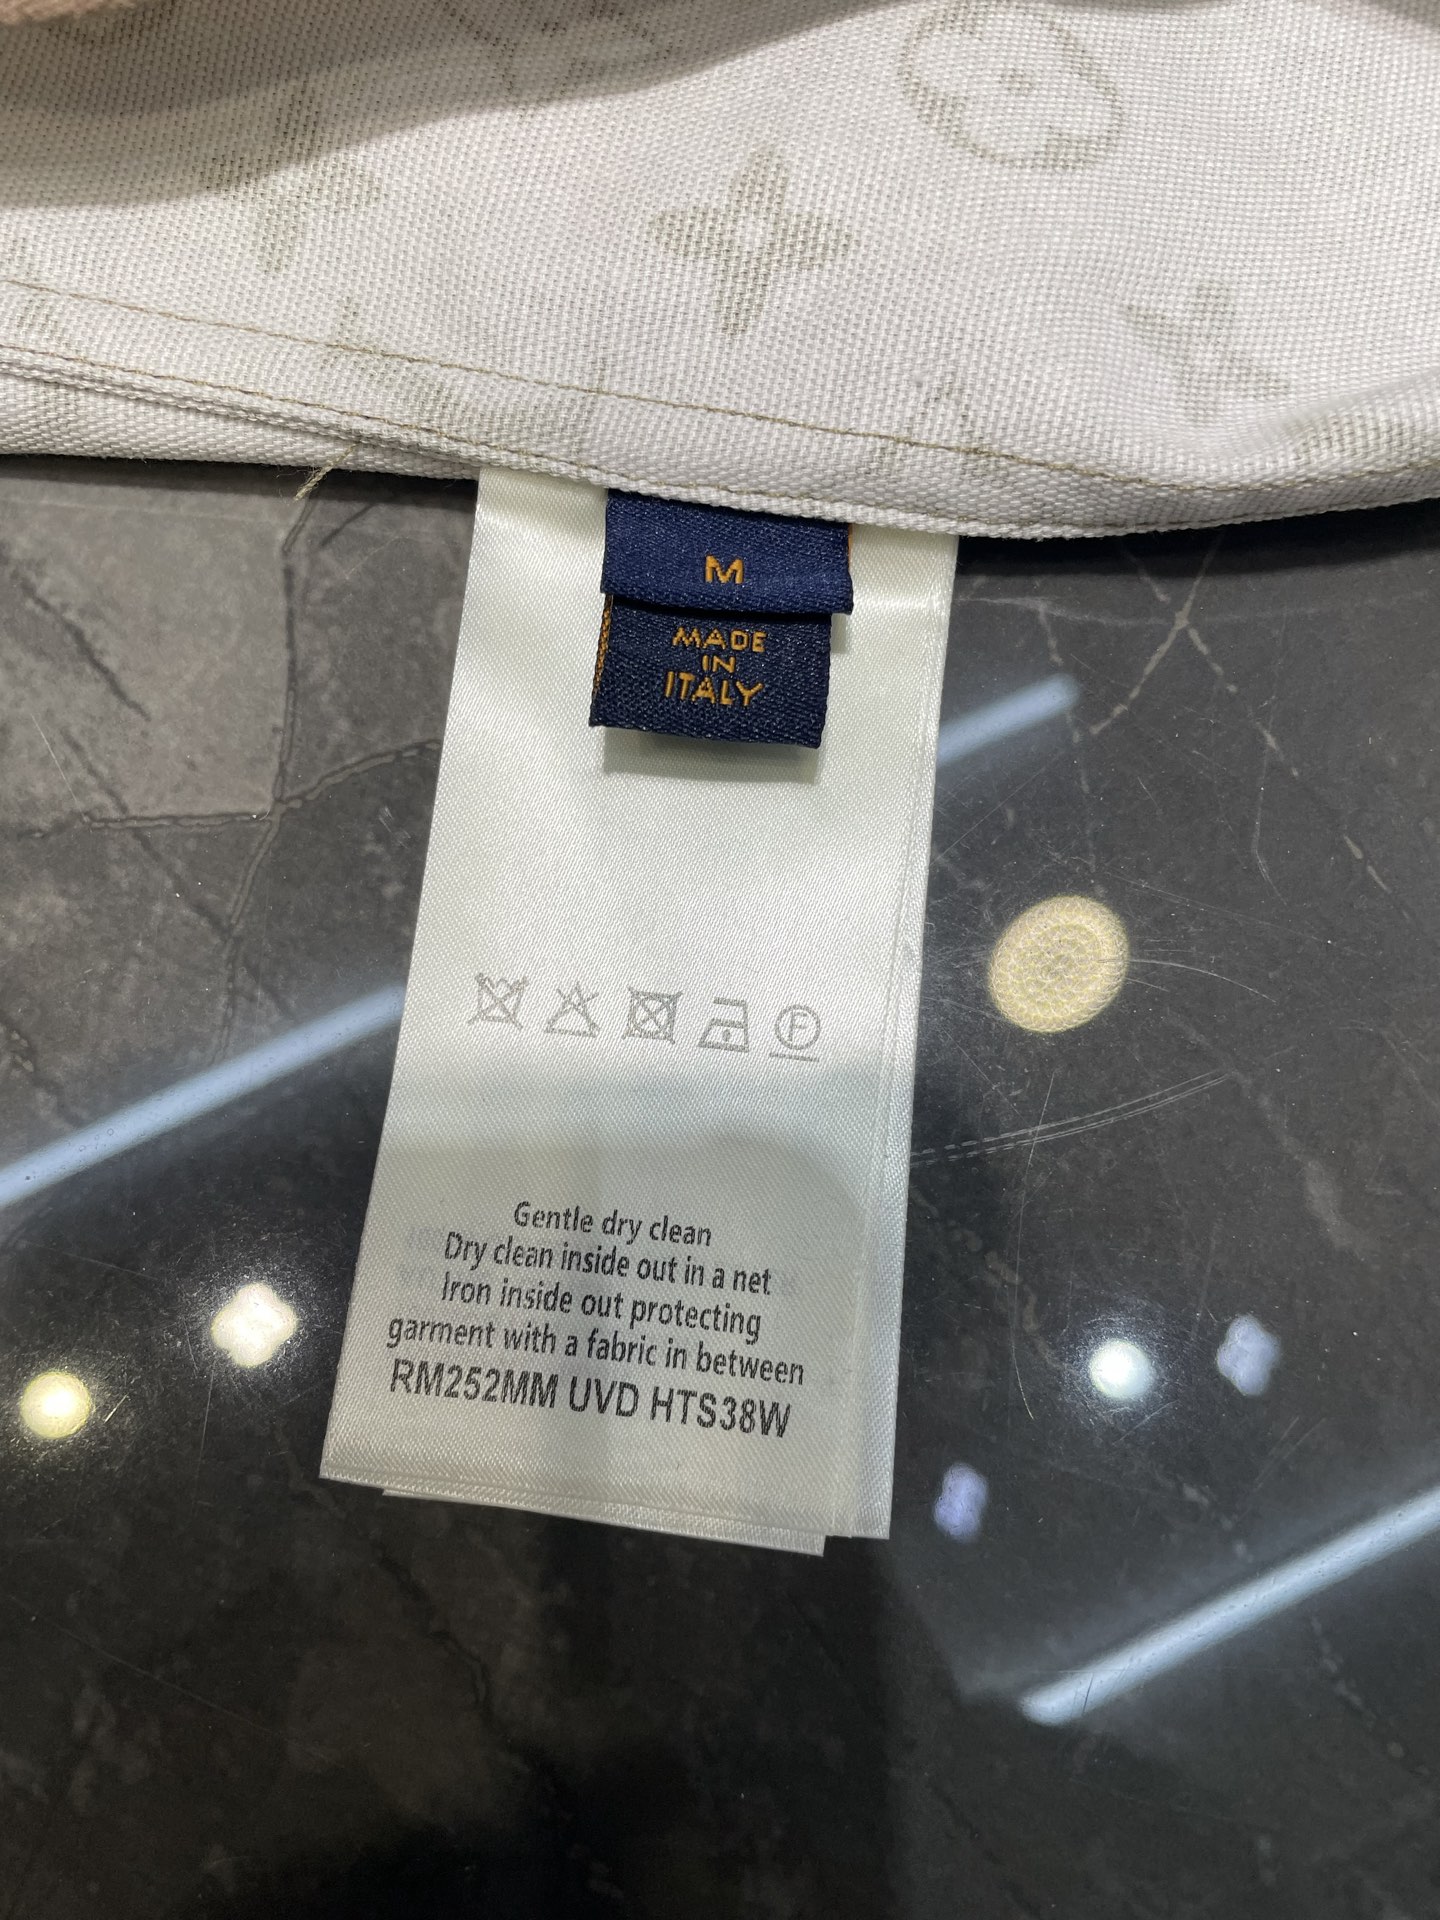 M
MADE
IN
ITALY
F
Gentle dry clean
Dry clean inside out in a net
Iron inside out protecting
garment with a fabric in between
RM252MM UVD HTS38W